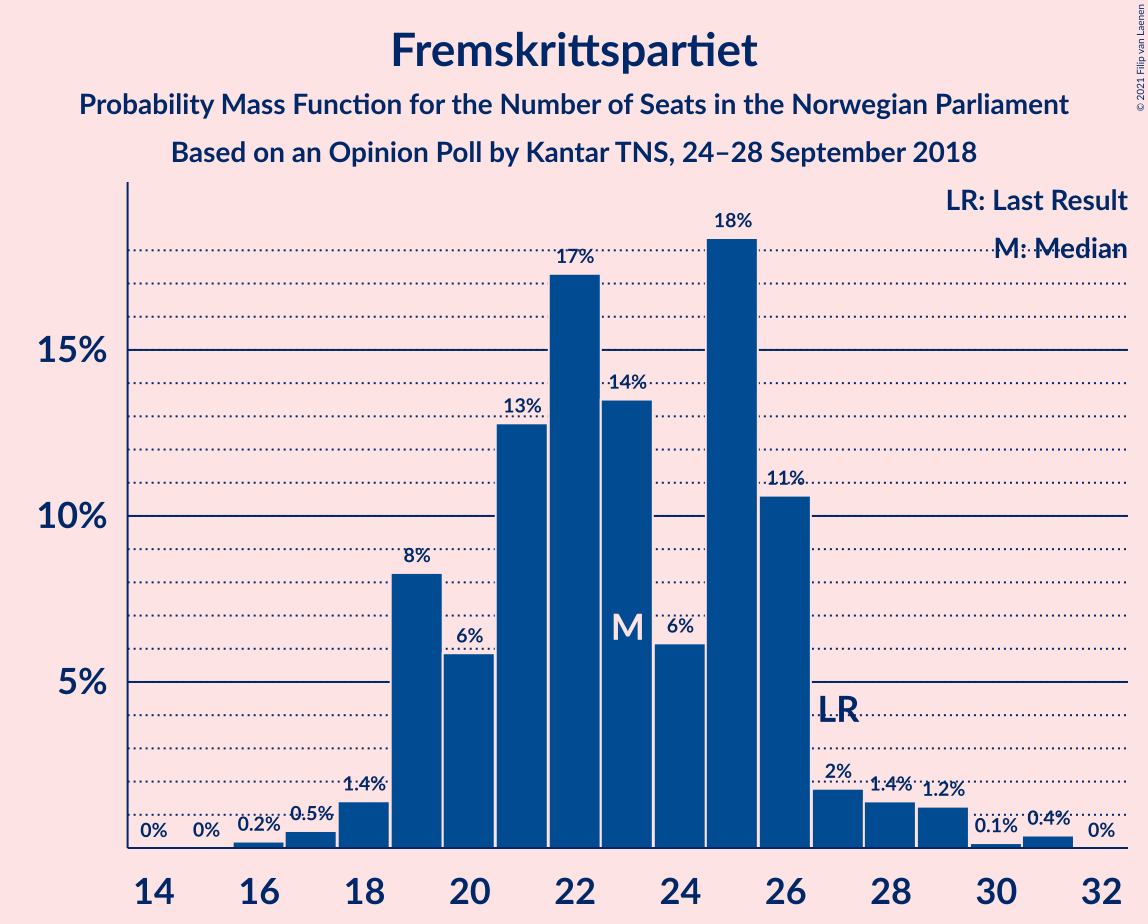 Fremskrittspartiet
Probability Mass Function for the Number of Seats in the Norwegian Parliament
Based on an Opinion Poll by Kantar TNS, 24–28 September 2018
© 2021 Filip van Laenen
LR: Last Result
M: Median
15%
10%
5%
0%
0%
0.2%
0.5%
1.4%
8%
6%
13%
17%
14%
6%
18%
11%
2%
1.4%
1.2%
0.1%
0.4%
0%
M
LR
14 16 18 20 22 24 26 28 30 32